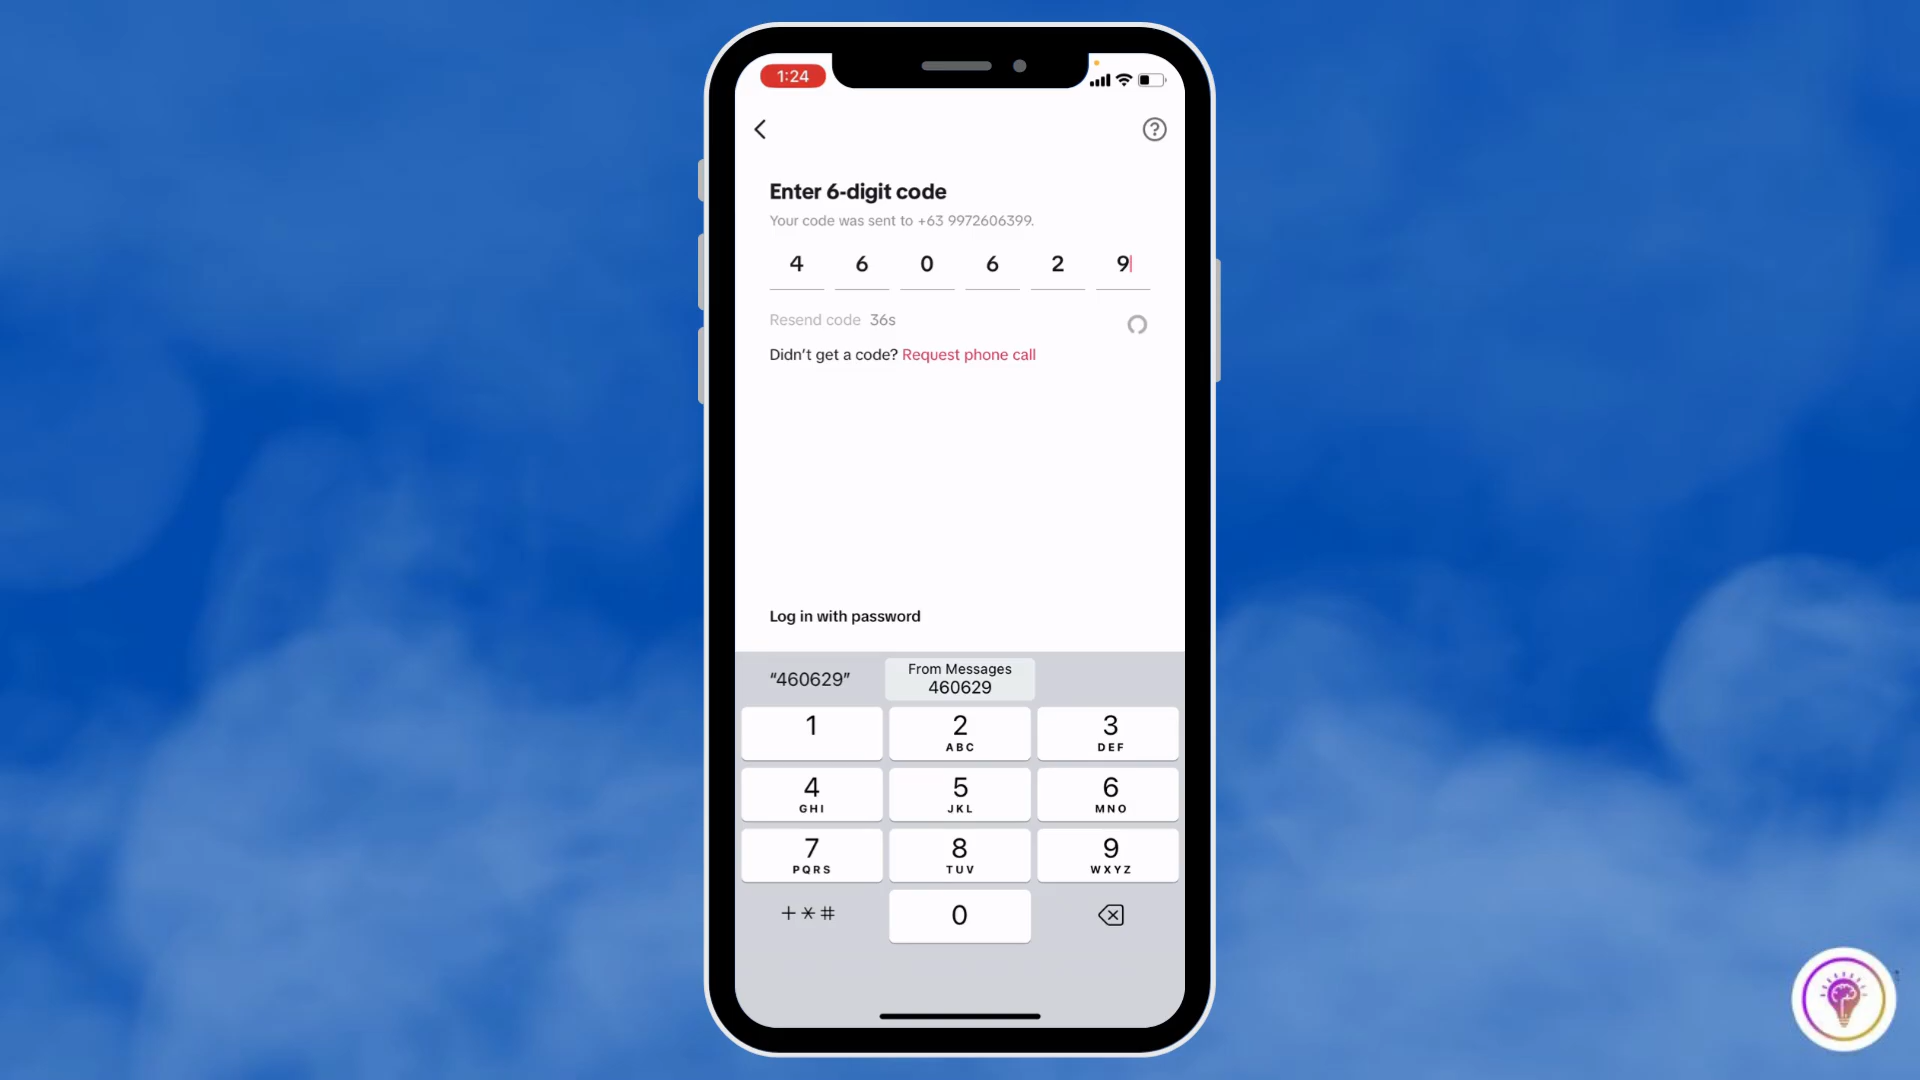 1:24
Enter 6-digit code
Your code was sent to +63 9972606399.
4 6 0 6 2 9
Resend code 36s
Didn't get a code? Request phone call
Log in with password
“460629”
From Messages
460629
1
2
ABC
3
DEF
4
GHI
5
JKL
6
MNO
7
PQRS
8
TUV
9
WXYZ
+*#
0